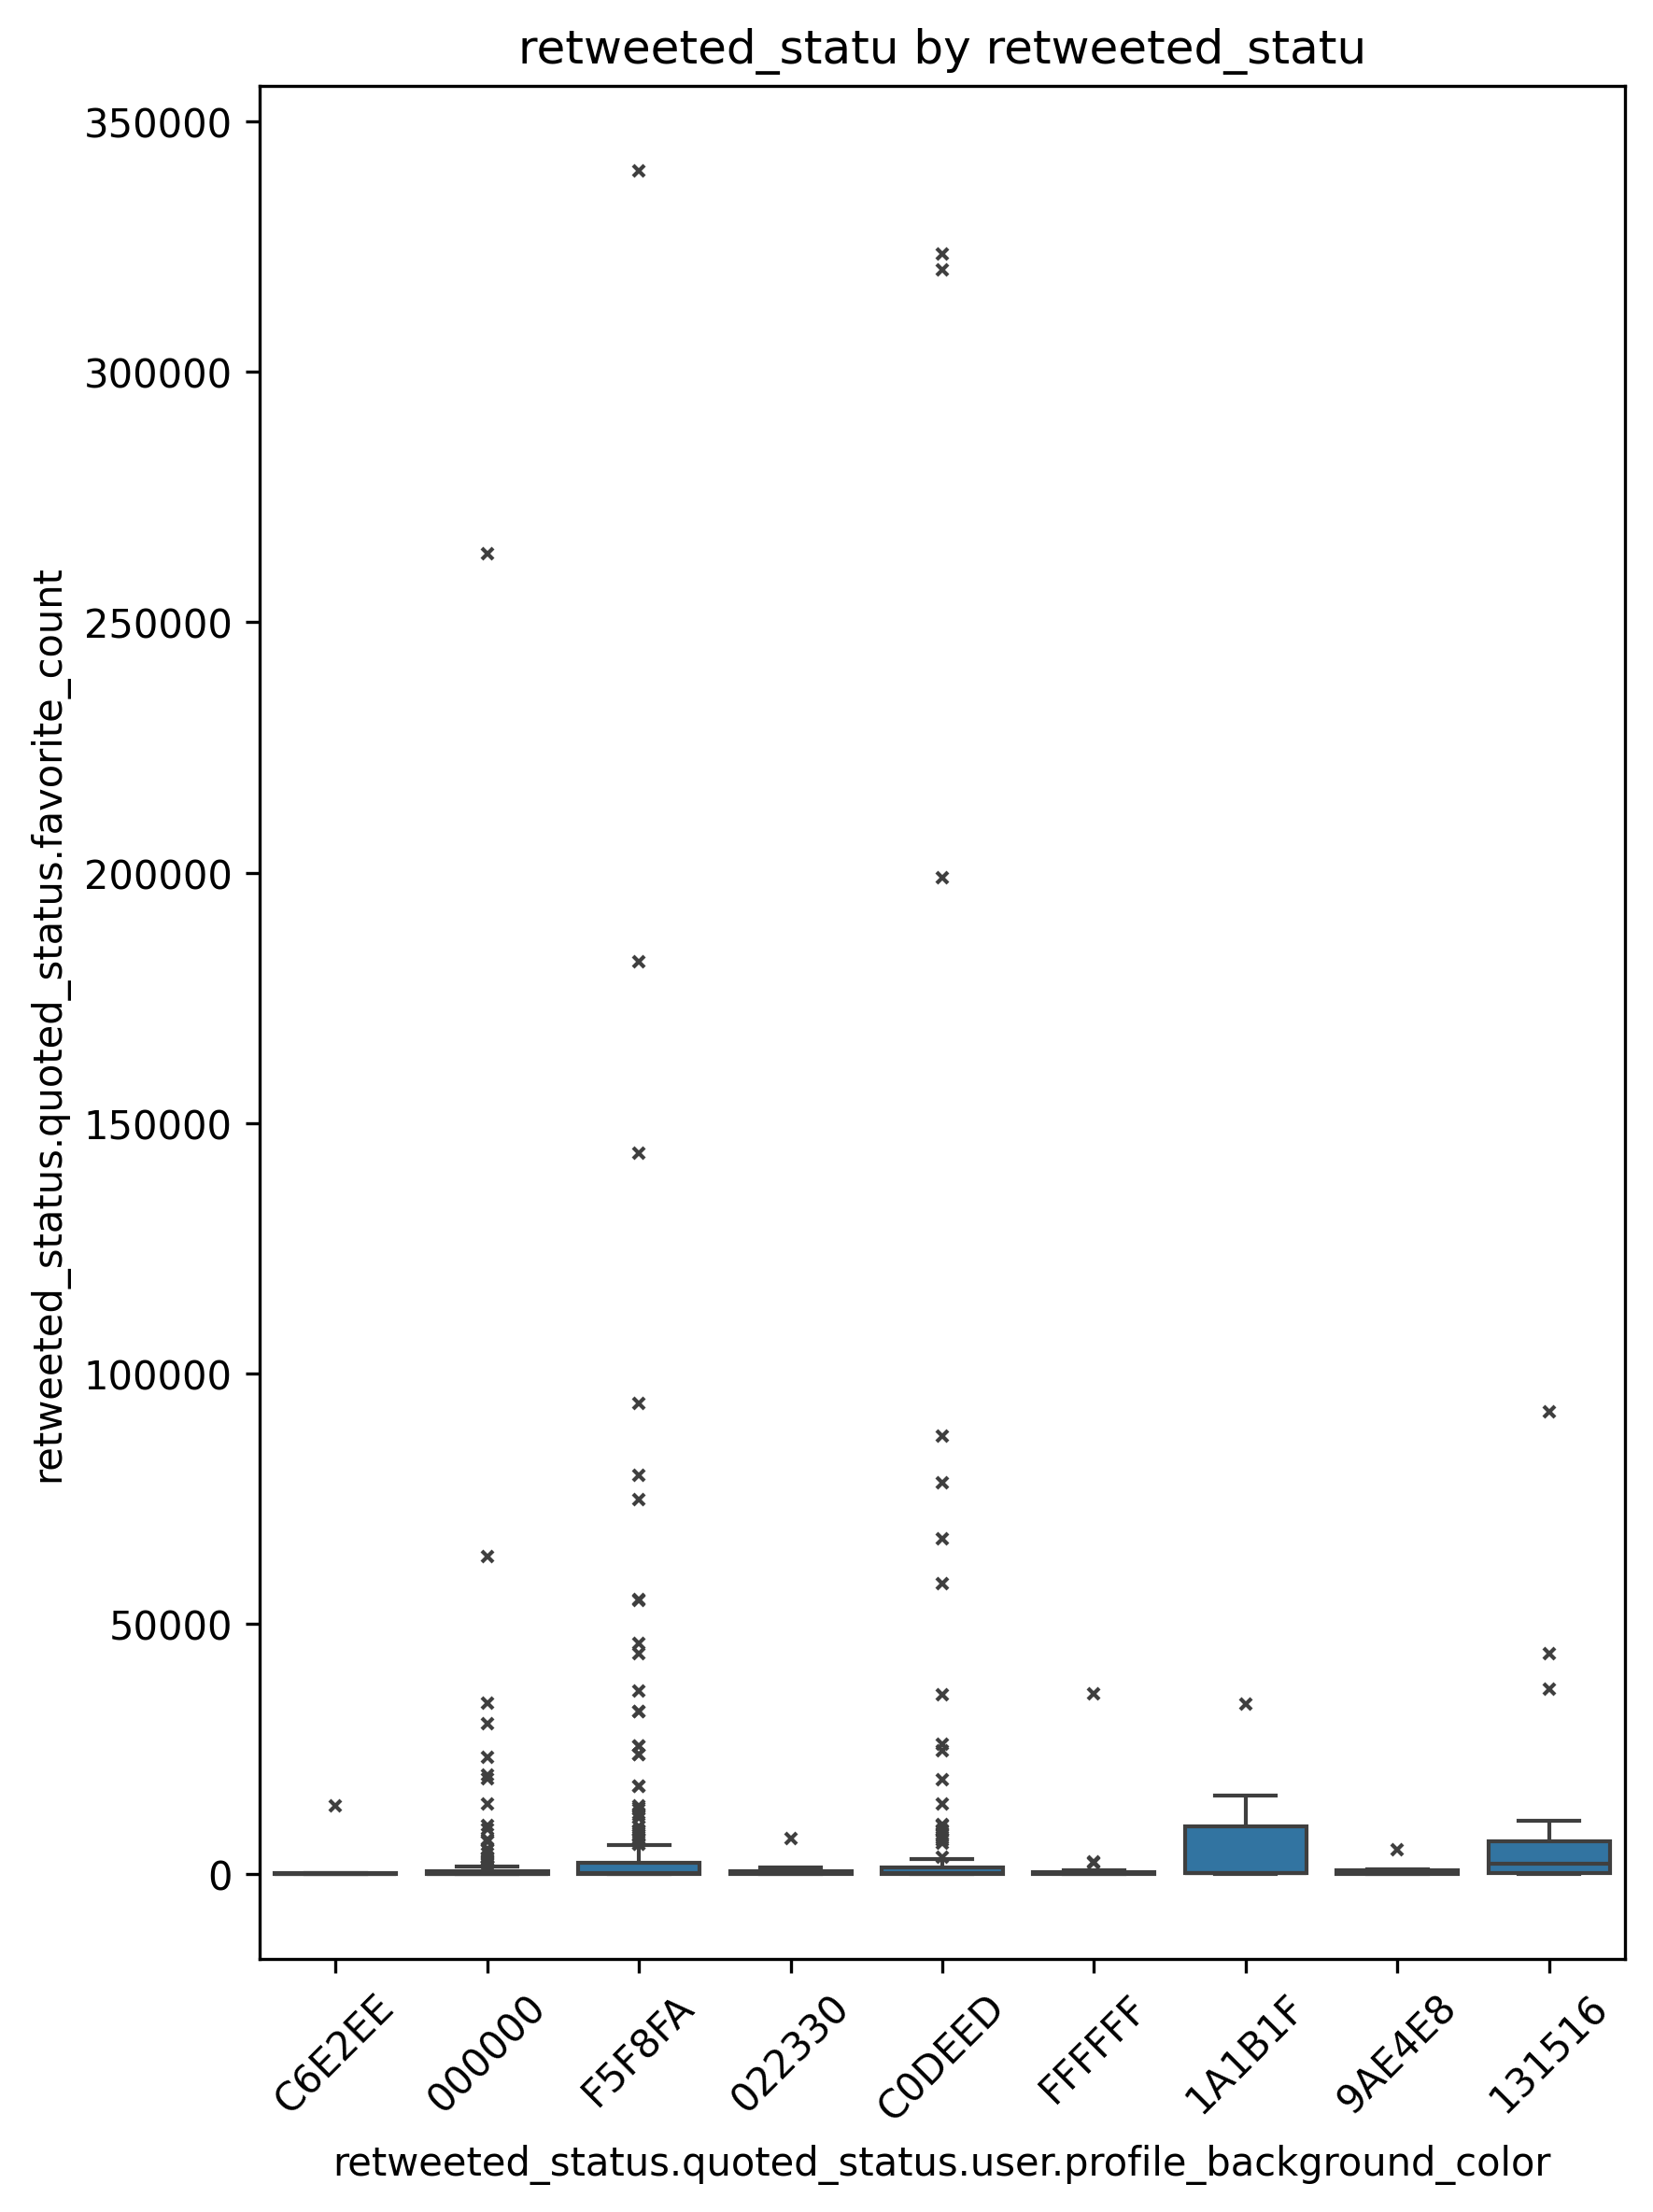 retweeted_statu by retweeted_statu
350000
300000
250000
200000
150000
100000
50000
0
retweeted_status.quoted_status.favorite_count
C6E2EE
000000
F5F8FA
022330
C0DEED
FFFFFF
1A1B1F
9AE4E8
131516
retweeted_status.quoted_status.user.profile_background_color